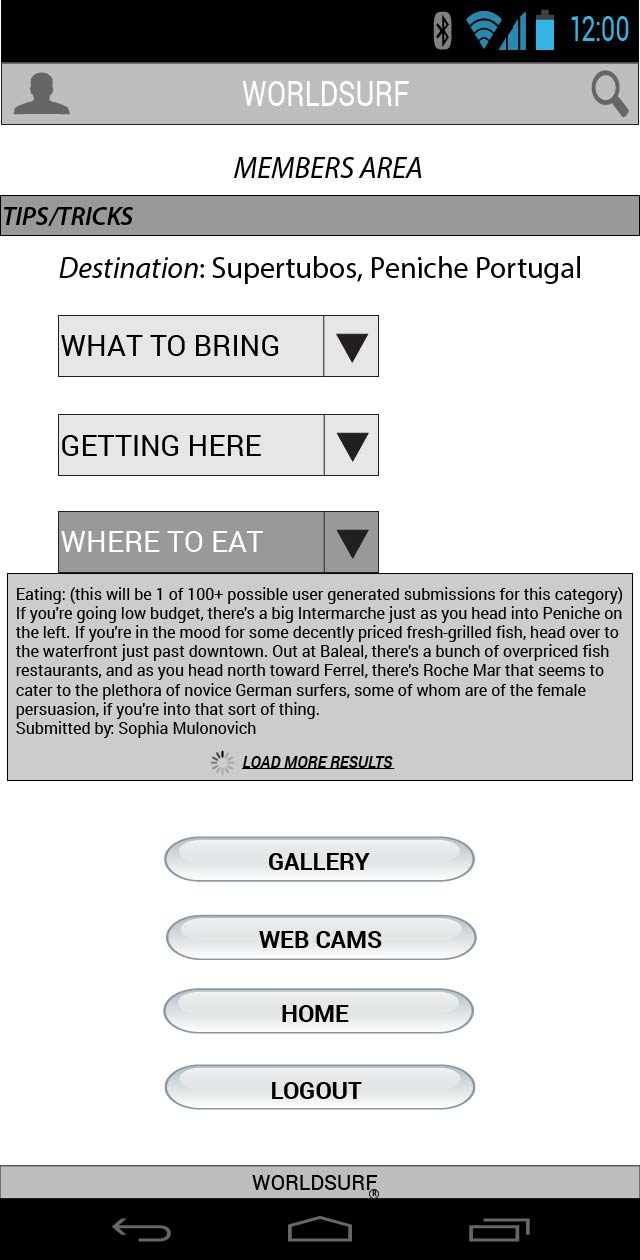 12:00
WORLDSURF
MEMBERS AREA
TIPS/TRICKS
Destination: Supertubos, Peniche Portugal
WHAT TO BRING
GETTING HERE
WHERE TO EAT
Eating: (this will be 1 of 100+ possible user generated submissions for this category)
If you're going low budget, there's a big Intermarche just as you head into Peniche on
the left. If you're in the mood for some decently priced fresh-grilled fish, head over to
the waterfront just past downtown. Out at Baleal, there's a bunch of overpriced fish
restaurants, and as you head north toward Ferrel, there's Roche Mar that seems to
cater to the plethora of novice German surfers, some of whom are of the female
persuasion, if you're into that sort of thing.
Submitted by: Sophia Mulonovich
LOAD MORE RESULTS
GALLERY
WEB CAMS
HOME
LOGOUT
WORLDSURF®